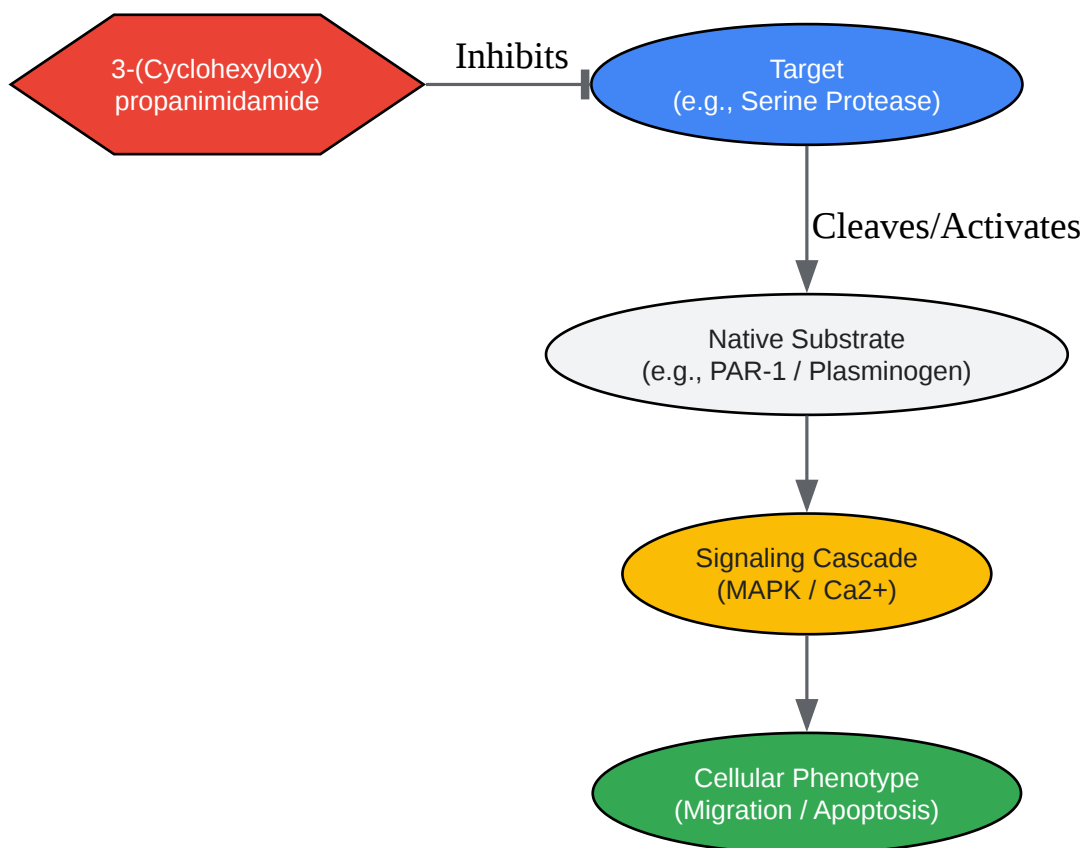 3-(Cyclohexyloxy)
propanimidamide
Inhibits
Target
(e.g., Serine Protease)
Cleaves/Activates
Native Substrate
(e.g., PAR-1 / Plasminogen)
Signaling Cascade
(MAPK / Ca2+)
Cellular Phenotype
(Migration / Apoptosis)